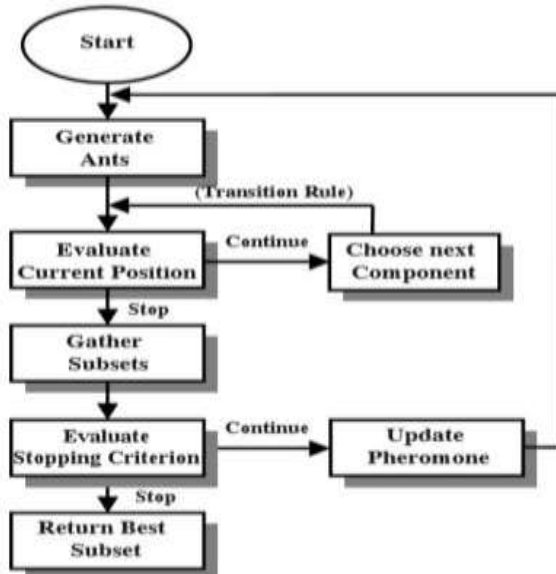 Start
Generate
Ants
(Transition Rule)
Evaluate
Current Position
Continue
Choose next
Component
Stop
Gather
Subsets
Evaluate
Stopping Criterion
Continue
Update
Pheromone
Stop
Return Best
Subset